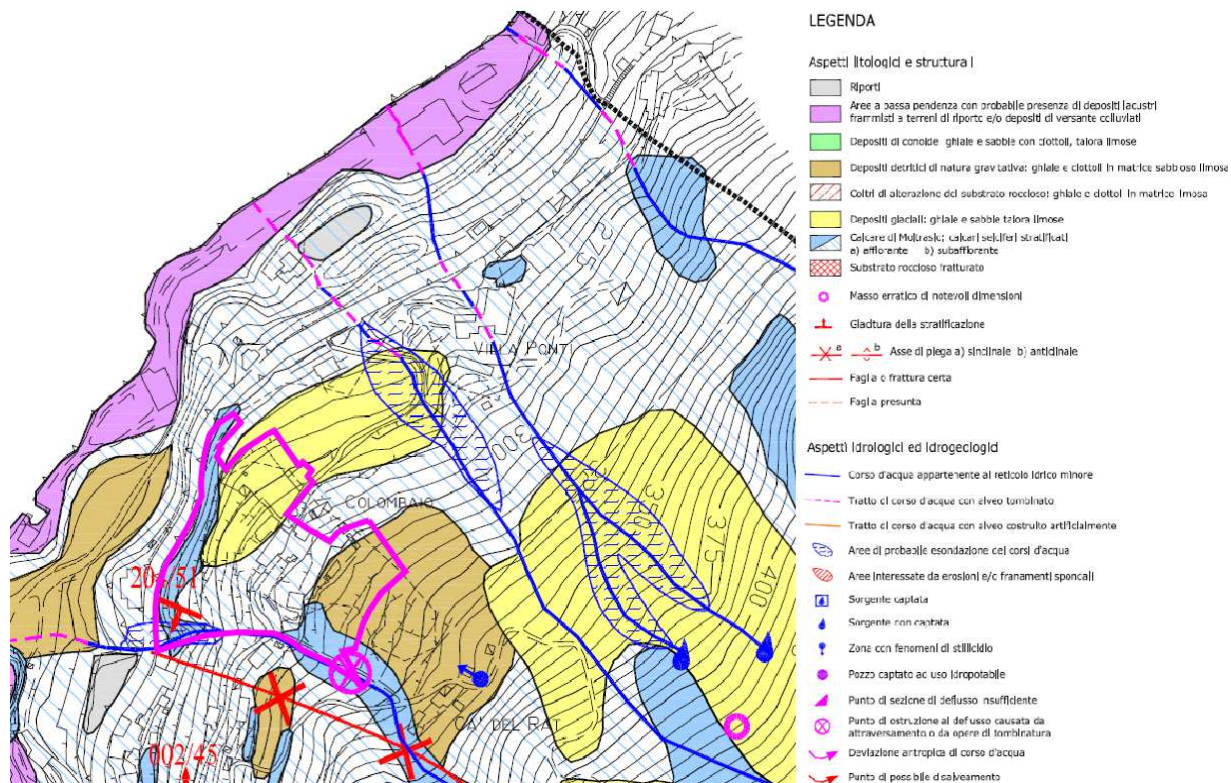 LEGENDA
Aspetti litologici e strutturali
Riporti
Aree a bassa pendenza con probabile presenza di depositi lacustri
frammisti a terreni di riporto e/o depositi di versante colluviati
Depositi di conoide ghiaie e sabbie con ciottoli, talora limose
Depositi detritici di natura gravitativa: ghiaie e ciottoli in matrice sabbioso limosa
Coltri di alterazione del substrato roccioso: ghiaie e ciottoli in matrice limosa
Depositi glaciali: ghiaie e sabbie talora limose
Calcare di Moltrasio: calcari selciferi stratificati
a) affiorante b) subaffiorante
Substrato roccioso fratturato
Masso erratico di notevoli dimensioni
Giacitura della stratificazione
a b Asse di piega a) sinclinale b) anticlinale
Faglia o frattura certa
Faglia presunta
Aspetti idrologici ed idrogeologici
Corso d'acqua appartenente al reticolo idrico minore
Tratto di corso d'acqua con alveo tombinato
Tratto di corso d'acqua con alveo costruito artificialmente
Aree di probabile esondazione dei corsi d'acqua
Aree interessate da erosioni e/o franamenti spondali
Sorgente captata
Sorgente non captata
Zona con fenomeni di stillicidio
Pozzo captato ad uso idropotabile
Punto di sezione di deflusso insufficiente
Punto di ostruzione al deflusso causata da
attraversamento o da opere di tombinatura
Deviazione antropica di corso d'acqua
Punto di possibile disalveamento
VILLA PONTI
300
350
375
400
COLOMBAIO
CA' DEL RAT
002/45